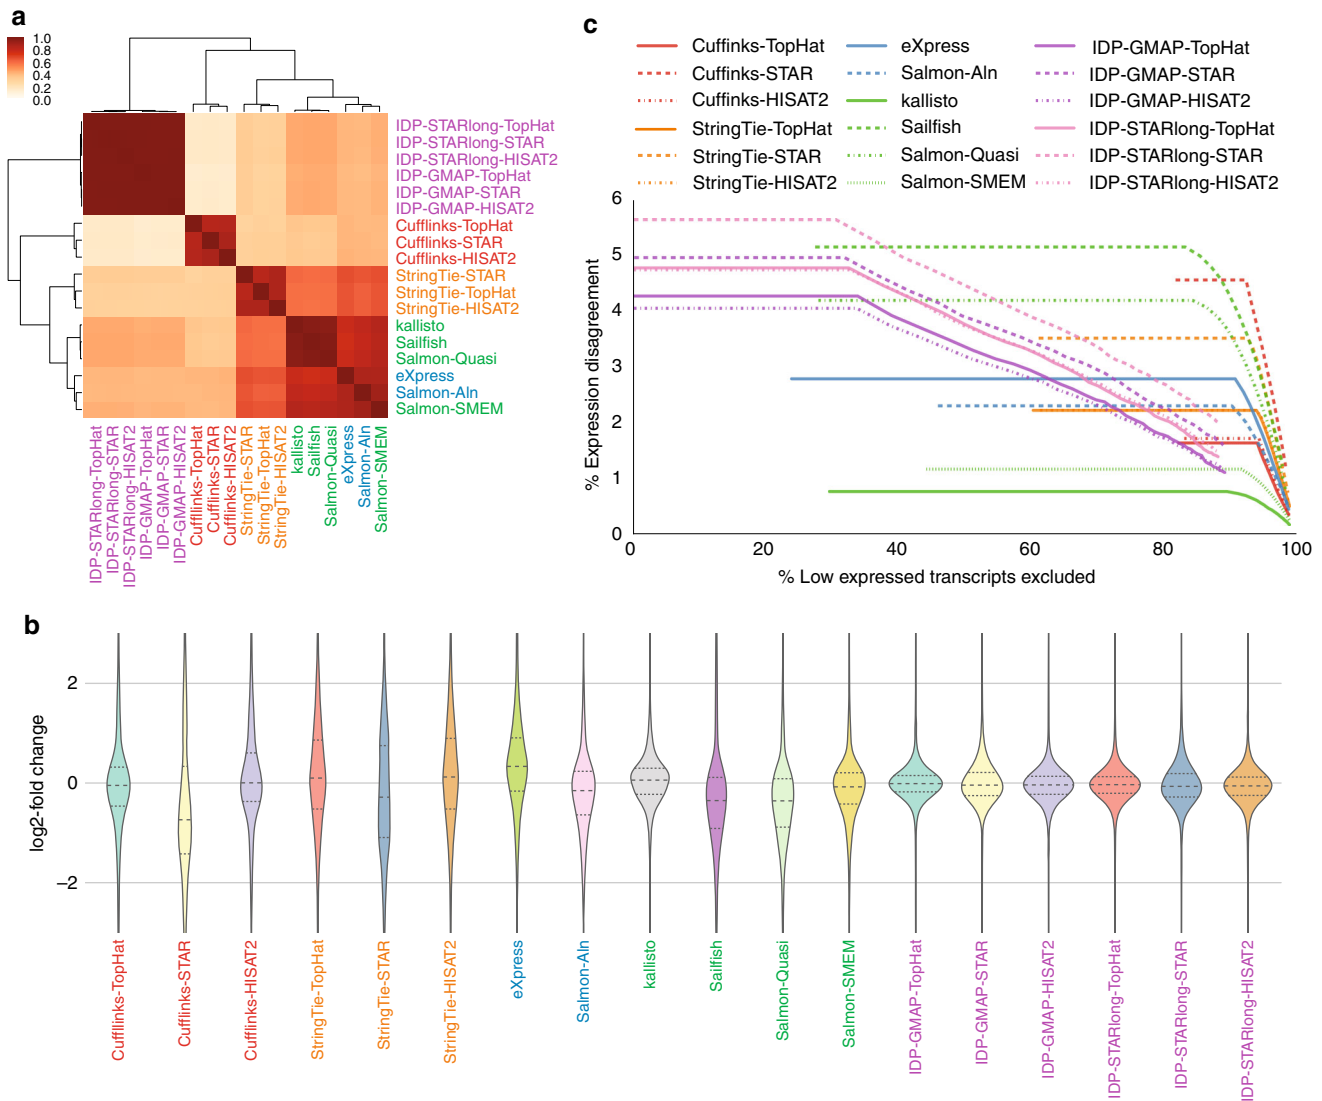 a
1.0
0.8
0.6
0.4
0.2
0.0
IDP-STARlong-TopHat
IDP-STARlong-STAR
IDP-STARlong-HISAT2
IDP-GMAP-TopHat
IDP-GMAP-STAR
IDP-GMAP-HISAT2
Cufflinks-TopHat
Cufflinks-STAR
Cufflinks-HISAT2
StringTie-STAR
StringTie-TopHat
StringTie-HISAT2
kallisto
Sailfish
Salmon-Quasi
eXpress
Salmon-Aln
Salmon-SMEM
IDP-STARlong-TopHat
IDP-STARlong-STAR
IDP-STARlong-HISAT2
IDP-GMAP-TopHat
IDP-GMAP-STAR
IDP-GMAP-HISAT2
Cufflinks-TopHat
Cufflinks-STAR
Cufflinks-HISAT2
StringTie-STAR
StringTie-TopHat
StringTie-HISAT2
kallisto
Sailfish
Salmon-Quasi
eXpress
Salmon-Aln
Salmon-SMEM
c
Cuffinks-TopHat
Cuffinks-STAR
Cuffinks-HISAT2
StringTie-TopHat
StringTie-STAR
StringTie-HISAT2
eXpress
Salmon-Aln
kallisto
Sailfish
Salmon-Quasi
Salmon-SMEM
IDP-GMAP-TopHat
IDP-GMAP-STAR
IDP-GMAP-HISAT2
IDP-STARlong-TopHat
IDP-STARlong-STAR
IDP-STARlong-HISAT2
% Expression disagreement
6
5
4
3
2
1
0
0 20 40 60 80 100
% Low expressed transcripts excluded
b
log2-fold change
2
0
−2
Cufflinks-TopHat
Cufflinks-STAR
Cufflinks-HISAT2
StringTie-TopHat
StringTie-STAR
StringTie-HISAT2
eXpress
Salmon-Aln
kallisto
Sailfish
Salmon-Quasi
Salmon-SMEM
IDP-GMAP-TopHat
IDP-GMAP-STAR
IDP-GMAP-HISAT2
IDP-STARlong-TopHat
IDP-STARlong-STAR
IDP-STARlong-HISAT2